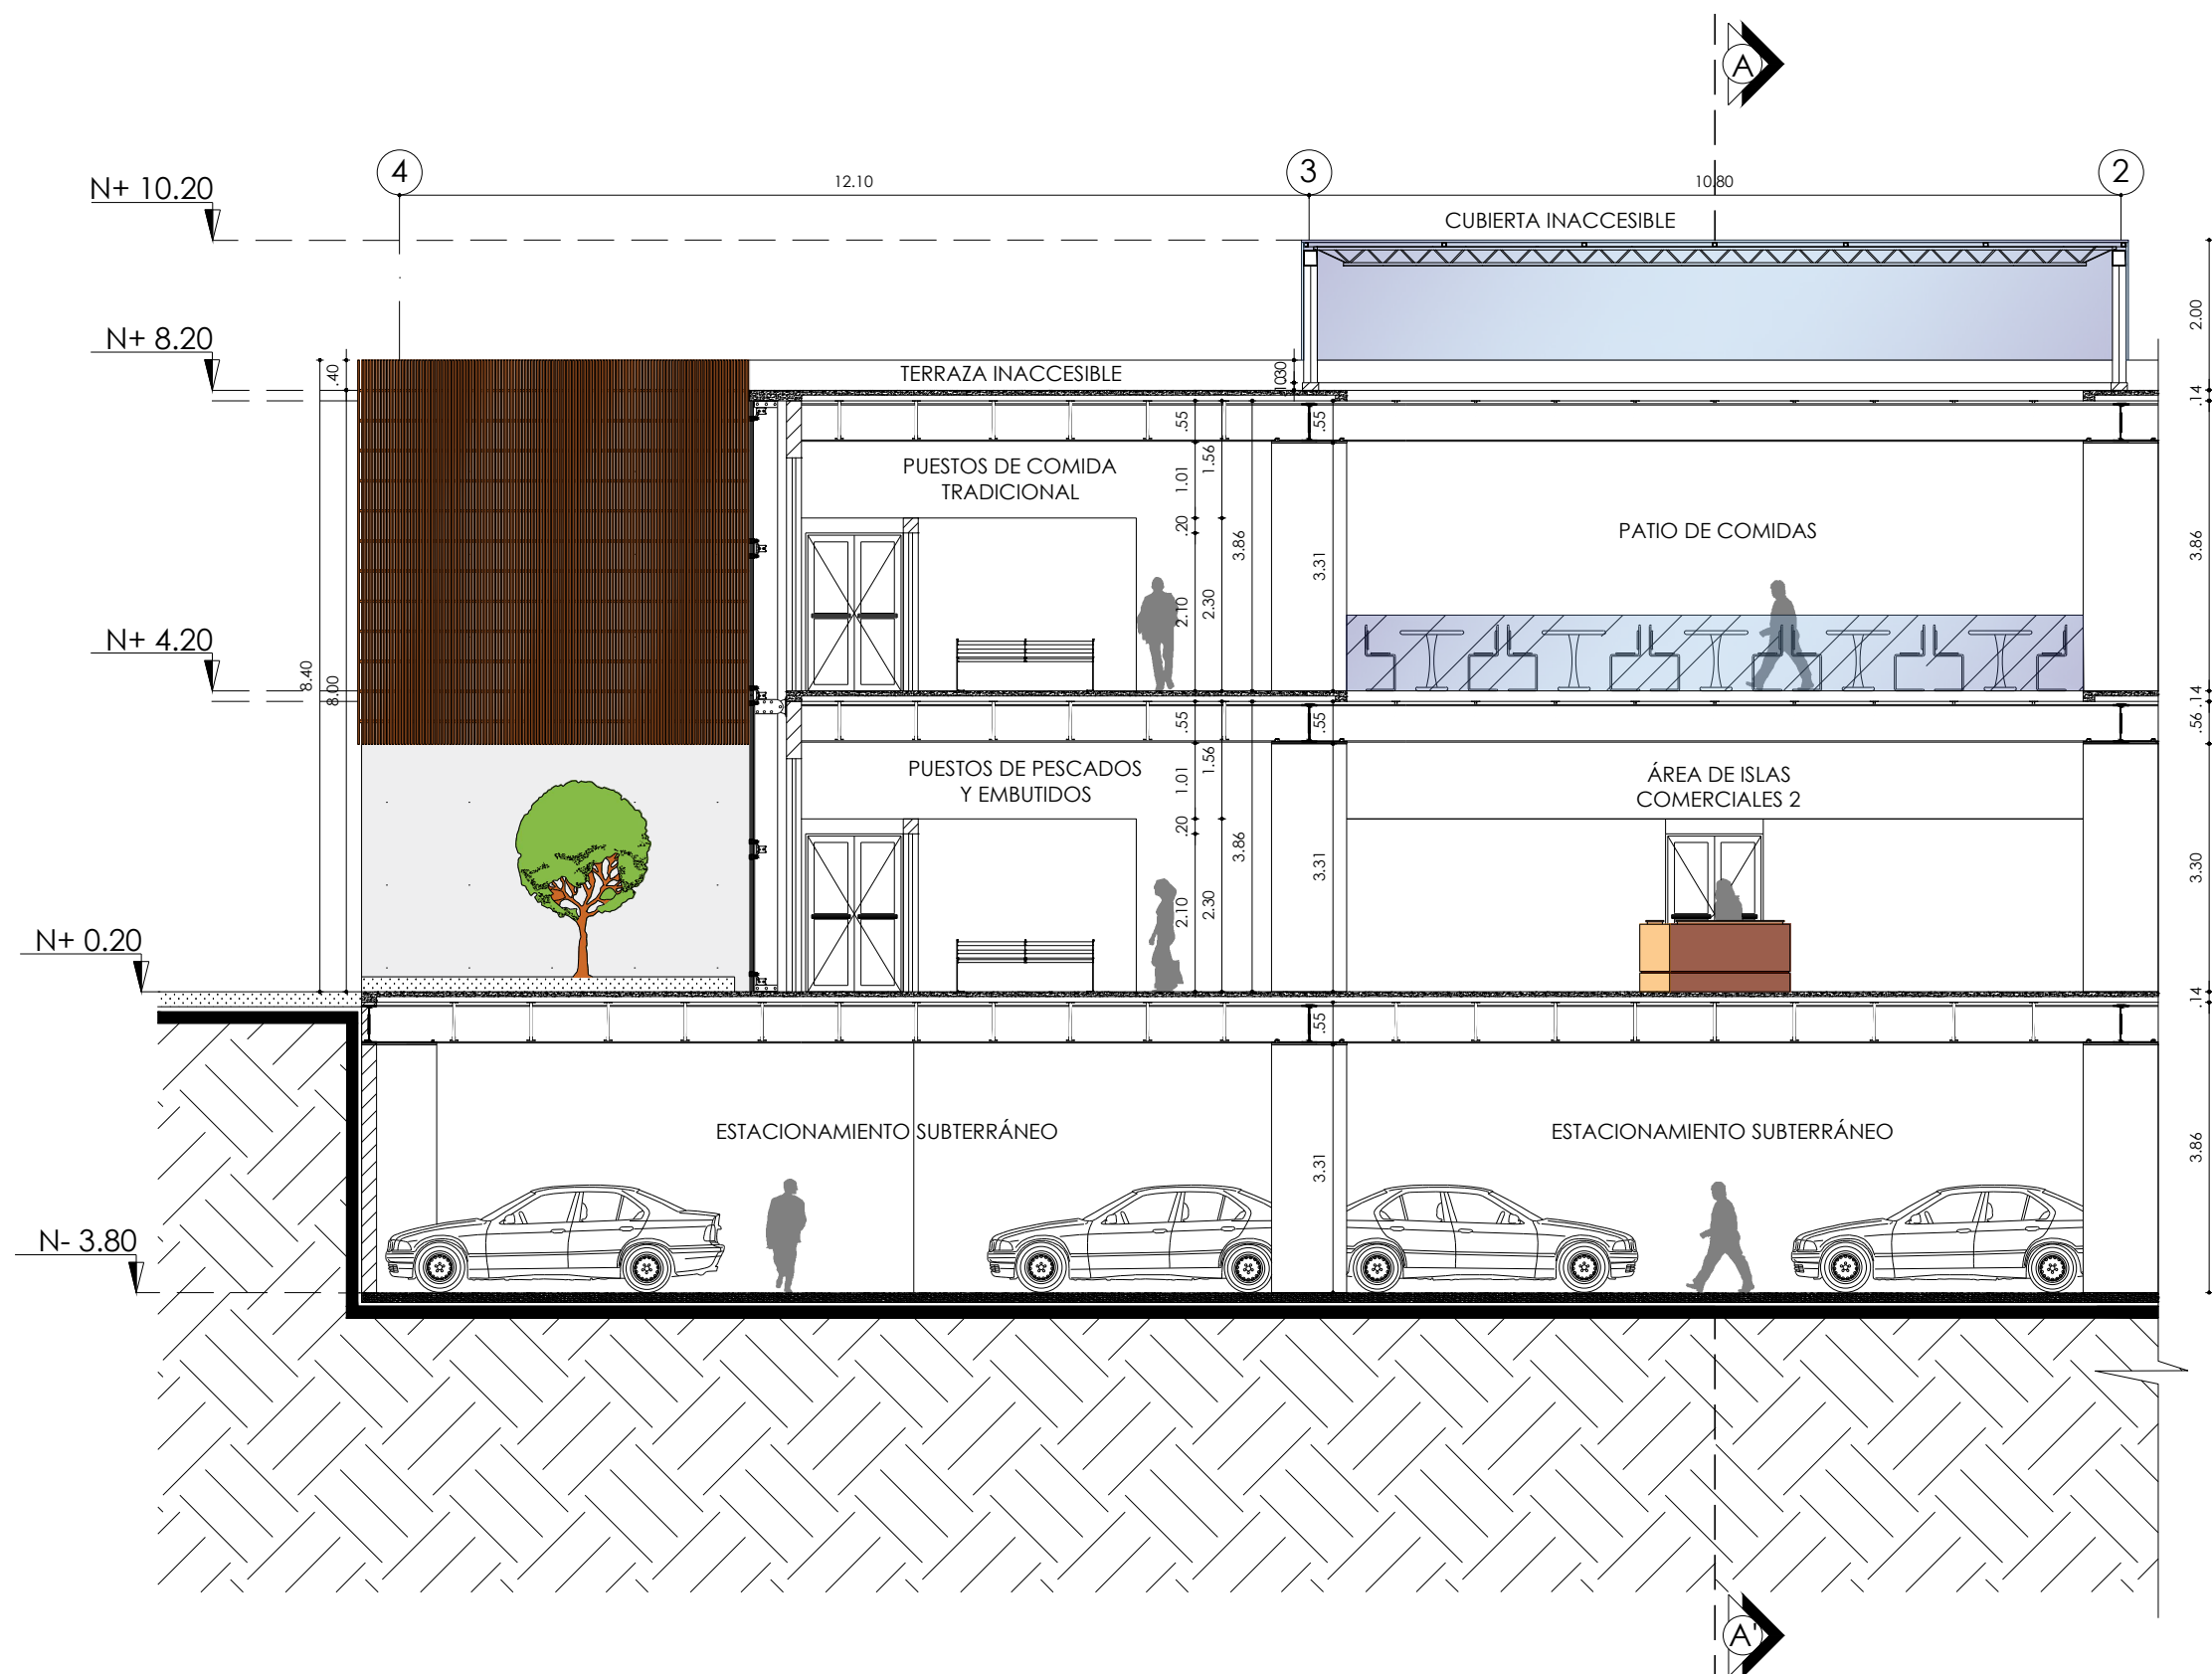 A
4
3
2
12.10
10.80
N+ 10.20
CUBIERTA INACCESIBLE
2.00
N+ 8.20
.40
TERRAZA INACCESIBLE
.14
.55
.55
PUESTOS DE COMIDA
TRADICIONAL
1.01
1.56
.20
3.86
3.31
2.10
2.30
PATIO DE COMIDAS
3.86
N+ 4.20
8.40
8.00
.14
.56
.55
.55
PUESTOS DE PESCADOS
Y EMBUTIDOS
1.01
1.56
.20
3.86
3.31
2.10
2.30
ÁREA DE ISLAS
COMERCIALES 2
3.30
N+ 0.20
.14
.55
ESTACIONAMIENTO SUBTERRÁNEO
ESTACIONAMIENTO SUBTERRÁNEO
3.31
3.86
N- 3.80
A'